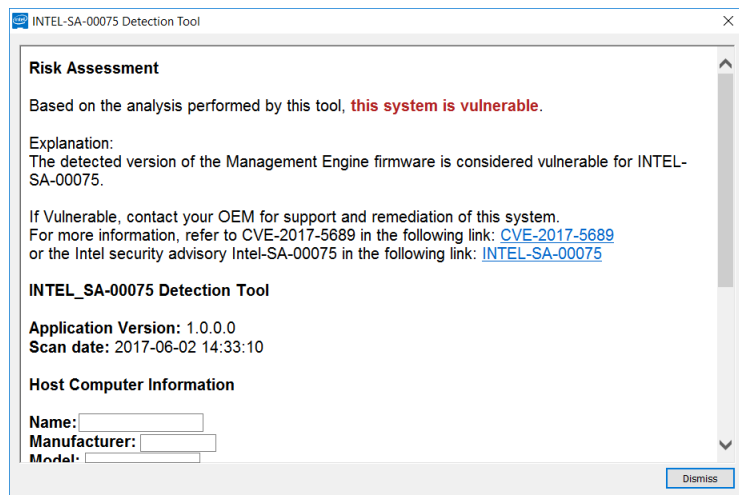 INTEL-SA-00075 Detection Tool
Risk Assessment
Based on the analysis performed by this tool, this system is vulnerable.
Explanation:
The detected version of the Management Engine firmware is considered vulnerable for INTEL-
SA-00075.
If Vulnerable, contact your OEM for support and remediation of this system.
For more information, refer to CVE-2017-5689 in the following link: CVE-2017-5689
or the Intel security advisory Intel-SA-00075 in the following link: INTEL-SA-00075
INTEL_SA-00075 Detection Tool
Application Version: 1.0.0.0
Scan date: 2017-06-02 14:33:10
Host Computer Information
Name:
Manufacturer:
Model:
Dismiss